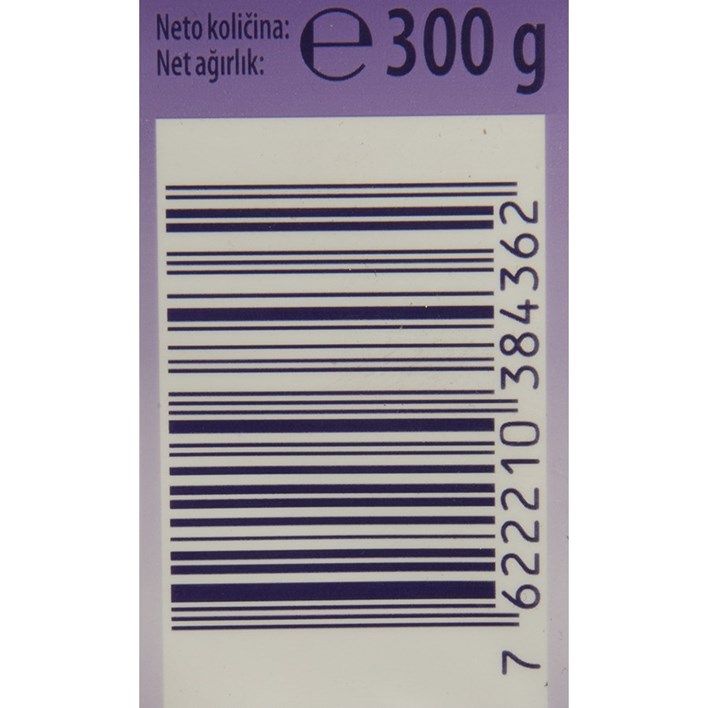 Neto količina: e 300 g
Net ağırlık:
7 622210 384362